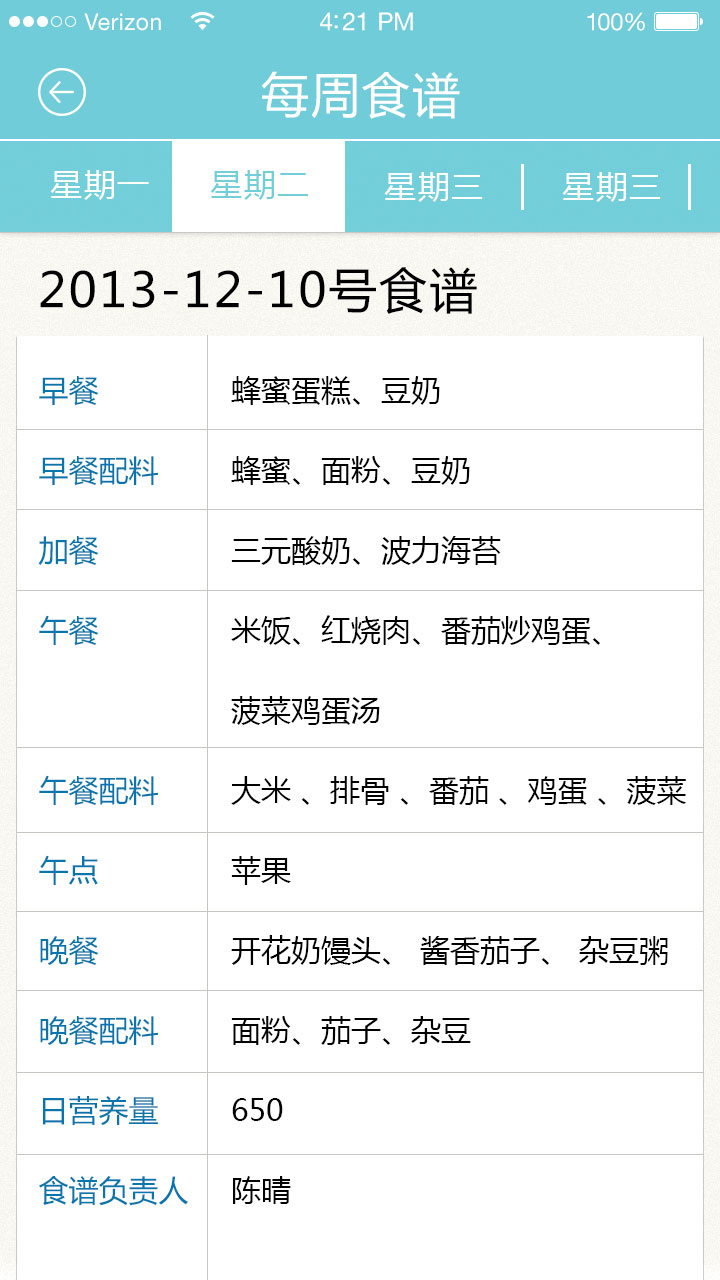 Verizon 4:21 PM 100%
每周食谱
星期一 星期二 星期三 星期三
2013-12-10号食谱
早餐 蜂蜜蛋糕、豆奶
早餐配料 蜂蜜、面粉、豆奶
加餐 三元酸奶、波力海苔
午餐 米饭、红烧肉、番茄炒鸡蛋、
菠菜鸡蛋汤
午餐配料 大米 、排骨 、番茄 、鸡蛋 、菠菜
午点 苹果
晚餐 开花奶馒头、 酱香茄子、 杂豆粥
晚餐配料 面粉、茄子、杂豆
日营养量 650
食谱负责人 陈晴